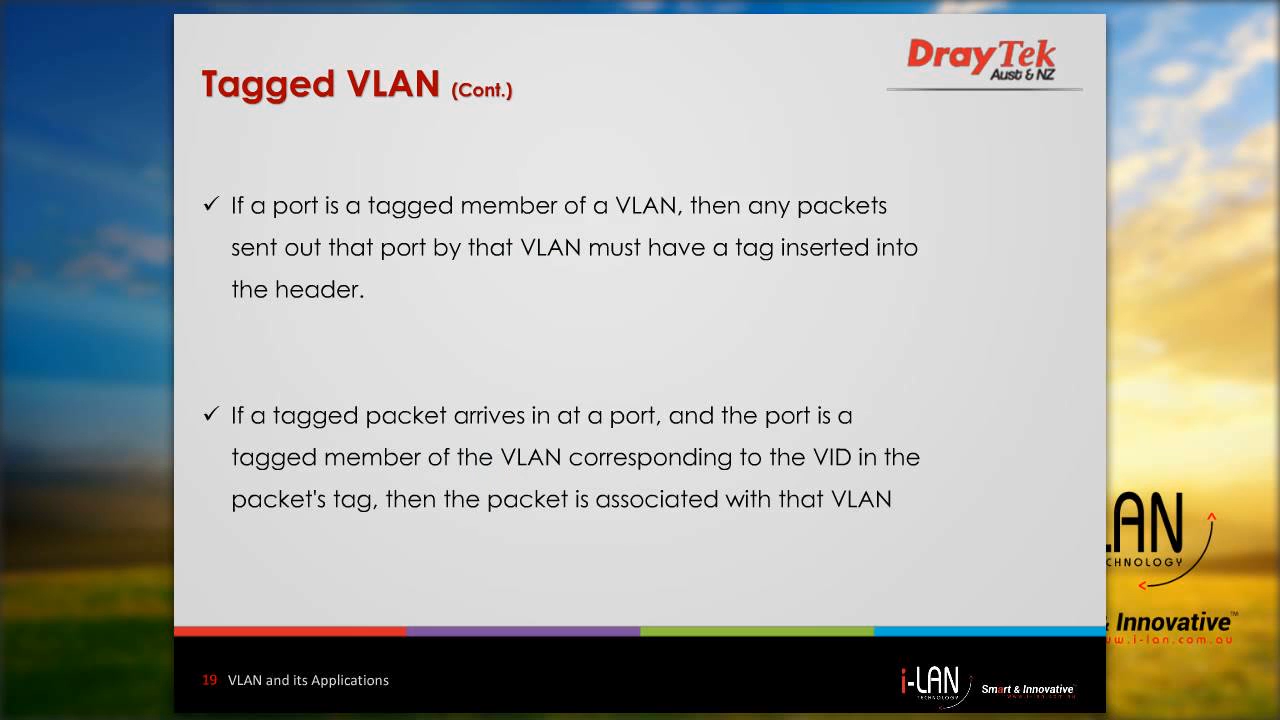 DrayTek
Aust & NZ
Tagged VLAN (Cont.)
✓ If a port is a tagged member of a VLAN, then any packets
sent out that port by that VLAN must have a tag inserted into
the header.
✓ If a tagged packet arrives in at a port, and the port is a
tagged member of the VLAN corresponding to the VID in the
packet's tag, then the packet is associated with that VLAN
LAN
CHNOLOGY
& Innovative™
w.i-lan.com.au
19 VLAN and its Applications
i-LAN
TECHNOLOGY
Smart & Innovative